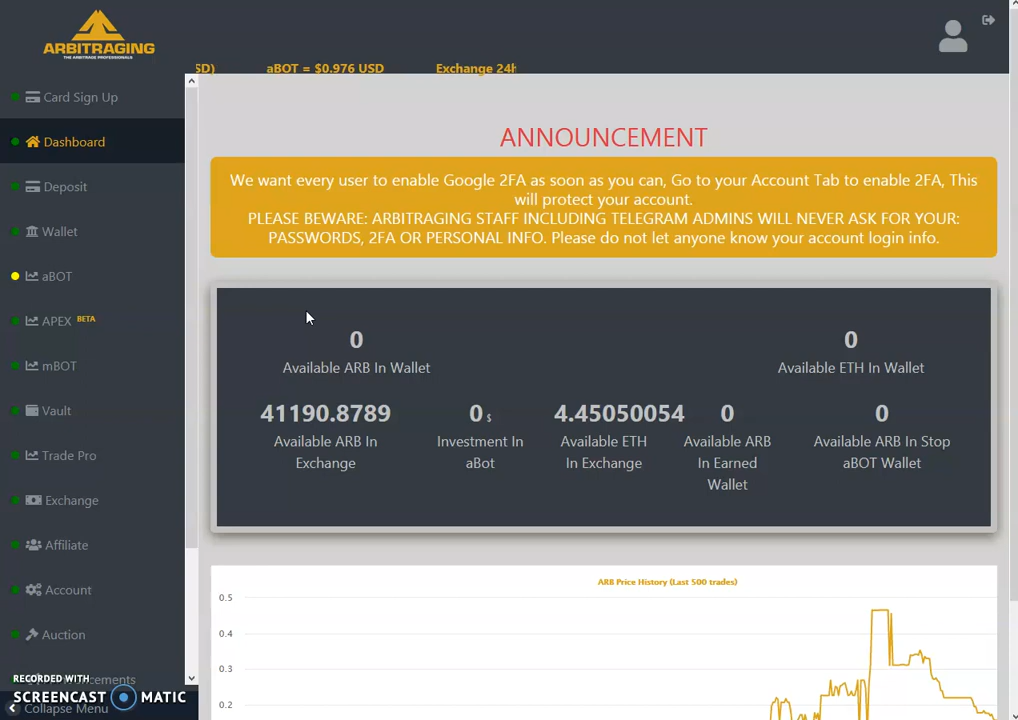 ARBITRAGING
THE ARBITRAGE PROFESSIONALS
SD)
aBOT = $0.976 USD
Exchange 24h
Card Sign Up
Dashboard
Deposit
Wallet
aBOT
APEX BETA
mBOT
Vault
Trade Pro
Exchange
Affiliate
Account
Auction
RECORDED WITH
SCREENCAST MATIC
Collapse Menu
ANNOUNCEMENT
We want every user to enable Google 2FA as soon as you can, Go to your Account Tab to enable 2FA, This
will protect your account.
PLEASE BEWARE: ARBITRAGING STAFF INCLUDING TELEGRAM ADMINS WILL NEVER ASK FOR YOUR:
PASSWORDS, 2FA OR PERSONAL INFO. Please do not let anyone know your account login info.
0
Available ARB In Wallet
0
Available ETH In Wallet
41190.8789
Available ARB In
Exchange
0 $
Investment In
aBot
4.45050054
Available ETH
In Exchange
0
Available ARB
In Earned
Wallet
0
Available ARB In Stop
aBOT Wallet
ARB Price History (Last 500 trades)
0.5
0.4
0.3
0.2